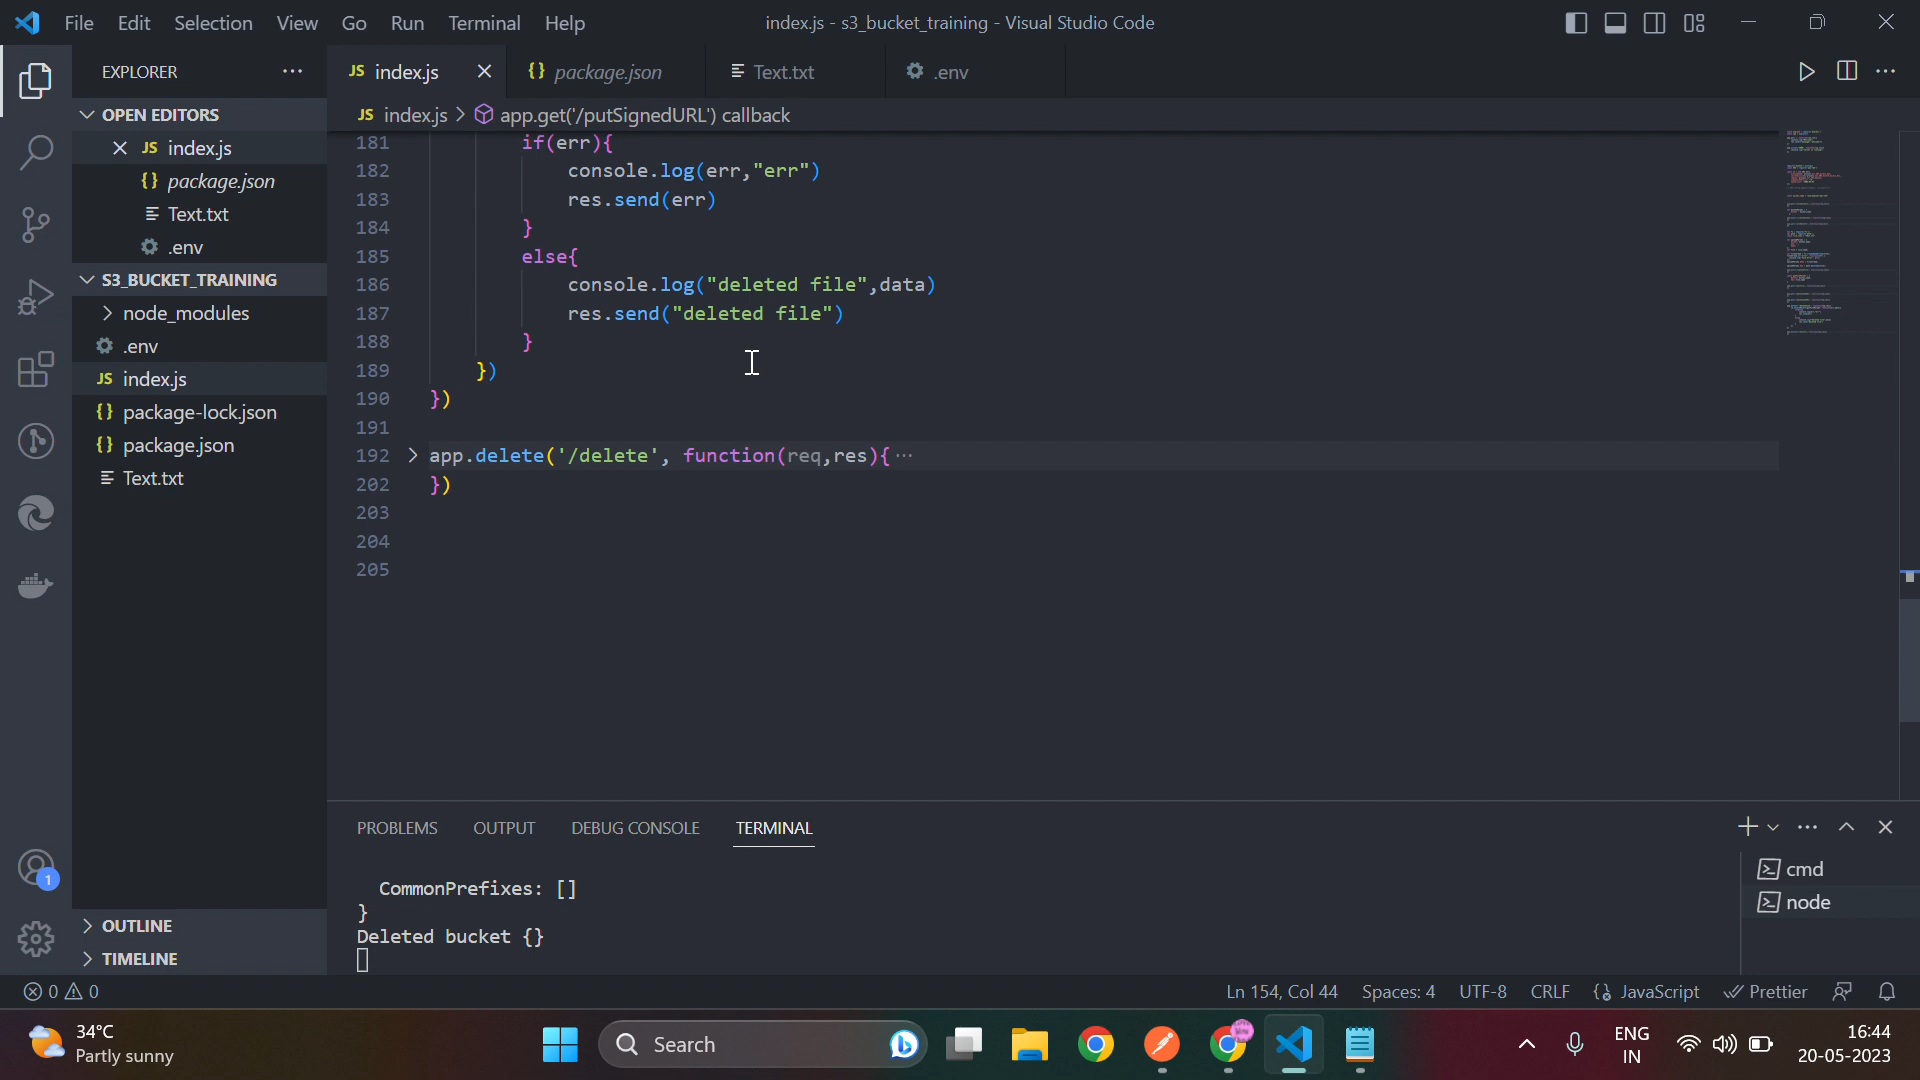 File Edit Selection View Go Run Terminal Help
index.js - s3_bucket_training - Visual Studio Code
EXPLORER
JS index.js
{} package.json
Text.txt
.env
OPEN EDITORS
JS index.js > app.get('/putSignedURL') callback
JS index.js
{} package.json
Text.txt
.env
S3_BUCKET_TRAINING
node_modules
.env
JS index.js
{} package-lock.json
{} package.json
Text.txt
OUTLINE
TIMELINE
181 if(err){
182 console.log(err,"err")
183 res.send(err)
184 }
185 else{
186 console.log("deleted file",data)
187 res.send("deleted file")
188 }
189 })
190 })
191
192 app.delete('/delete', function(req,res){…
202 })
203
204
205
PROBLEMS OUTPUT DEBUG CONSOLE TERMINAL
CommonPrefixes: []
}
Deleted bucket {}
cmd
node
1
0 0
Ln 154, Col 44 Spaces: 4 UTF-8 CRLF {} JavaScript Prettier
34°C
Partly sunny
Search
ENG
IN
16:44
20-05-2023